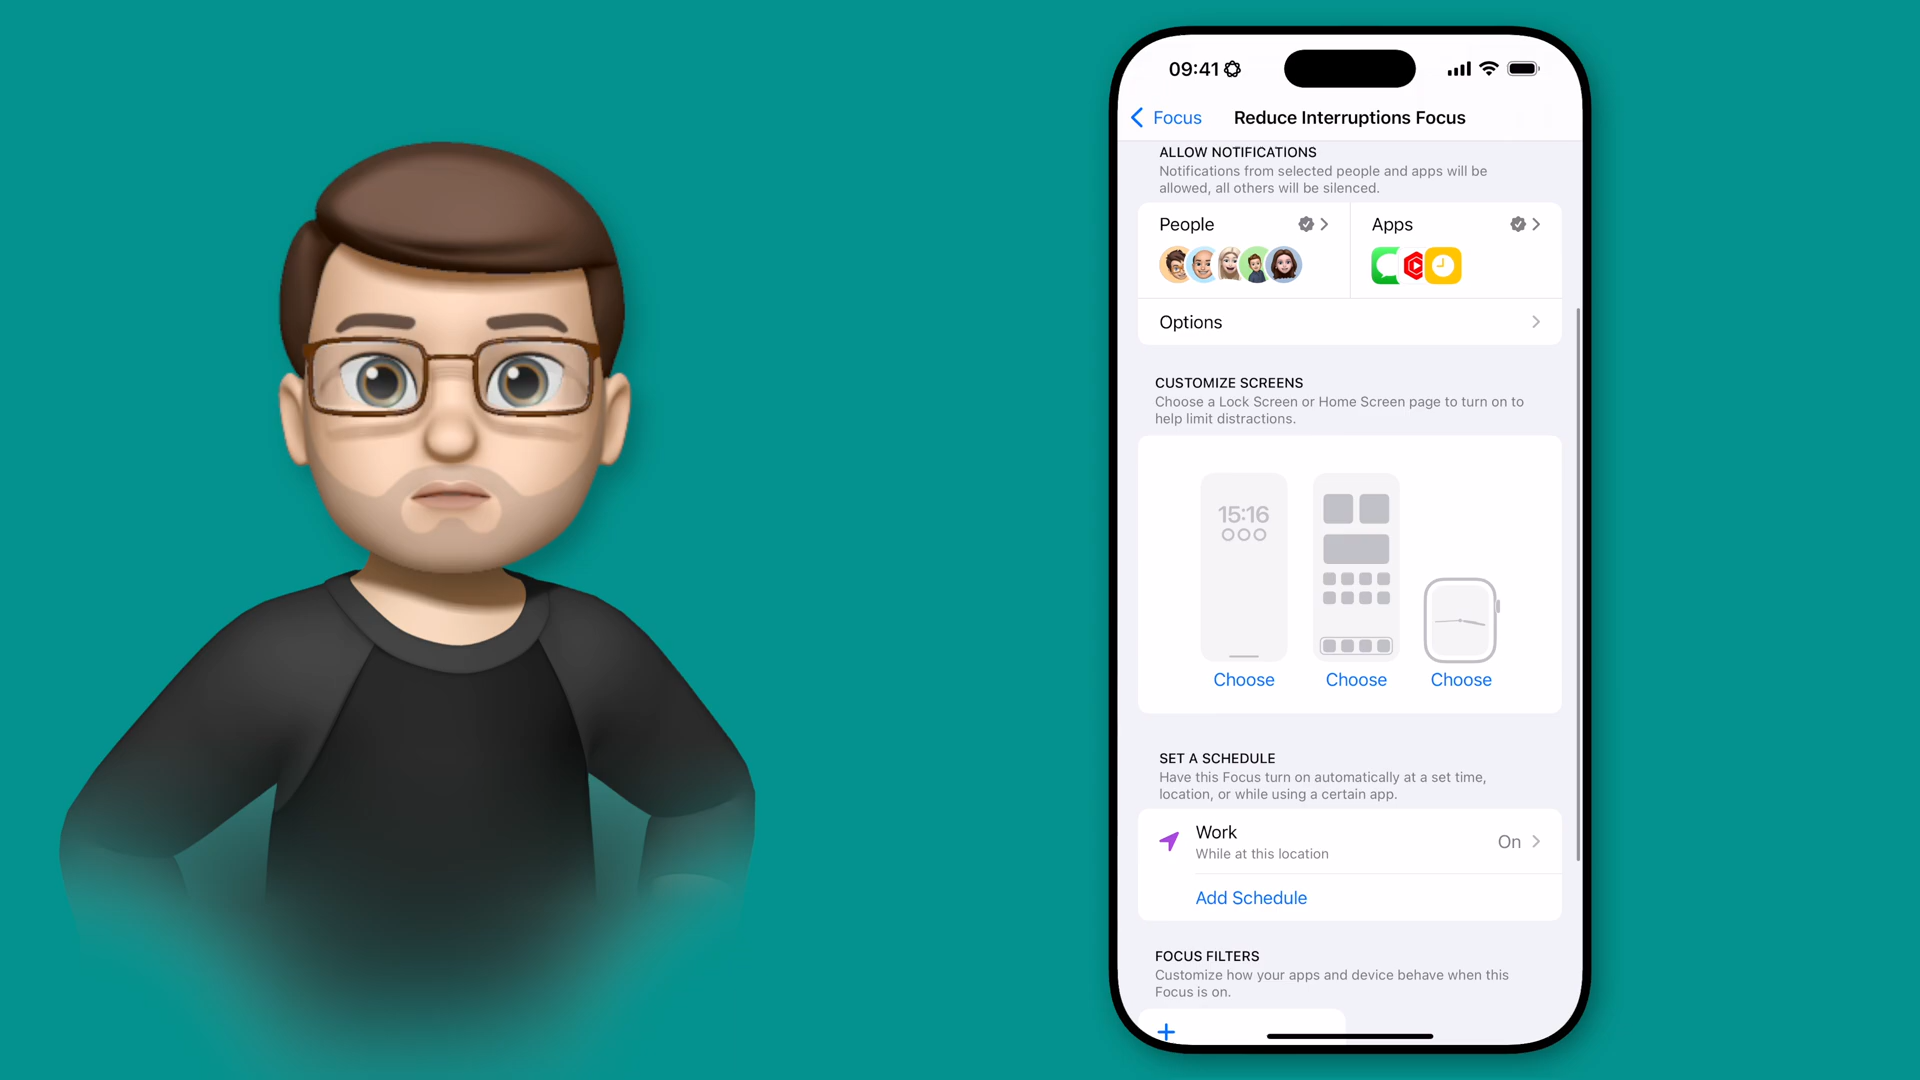 09:41
Focus
Reduce Interruptions Focus
ALLOW NOTIFICATIONS
Notifications from selected people and apps will be
allowed, all others will be silenced.
People
Apps
Options
CUSTOMIZE SCREENS
Choose a Lock Screen or Home Screen page to turn on to
help limit distractions.
15:16
Choose
Choose
Choose
SET A SCHEDULE
Have this Focus turn on automatically at a set time,
location, or while using a certain app.
Work
On
While at this location
Add Schedule
FOCUS FILTERS
Customize how your apps and device behave when this
Focus is on.